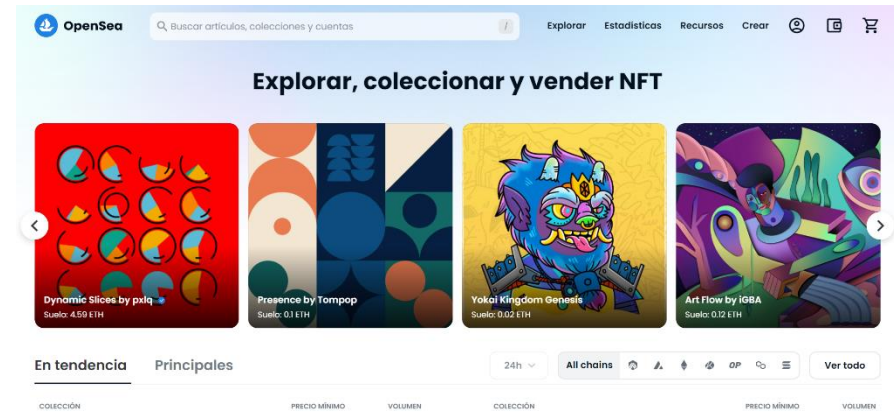 OpenSea
Buscar artículos, colecciones y cuentas
/
Explorar
Estadísticas
Recursos
Crear
Explorar, coleccionar y vender NFT
Dynamic Slices by pxlq
Suelo: 4.59 ETH
Presence by Tompop
Suelo: 0.1 ETH
Yokai Kingdom Genesis
Suelo: 0.02 ETH
Art Flow by iGBA
Suelo: 0.12 ETH
En tendencia
Principales
24h
All chains
OP
Ver todo
COLECCIÓN
PRECIO MÍNIMO
VOLUMEN
COLECCIÓN
PRECIO MÍNIMO
VOLUMEN